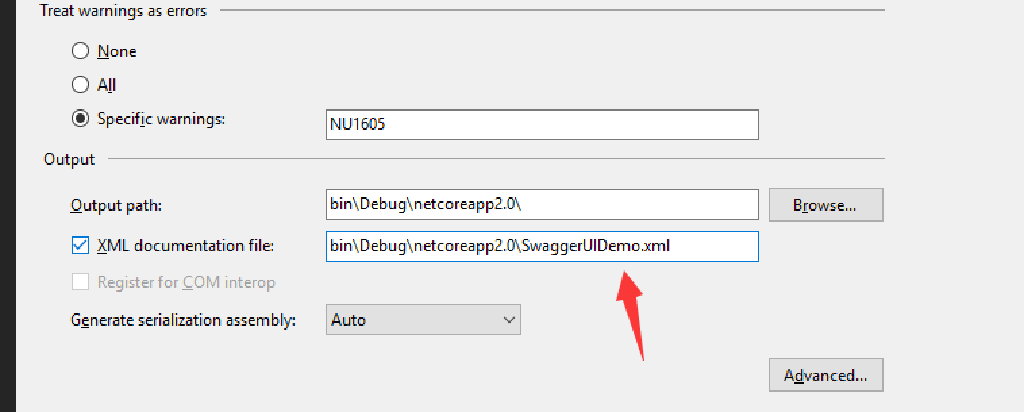 Treat warnings as errors
None
All
Specific warnings:
NU1605
Output
Output path:
bin\Debug\netcoreapp2.0\
Browse...
XML documentation file:
bin\Debug\netcoreapp2.0\SwaggerUIDemo.xml
Register for COM interop
Generate serialization assembly:
Auto
Advanced...